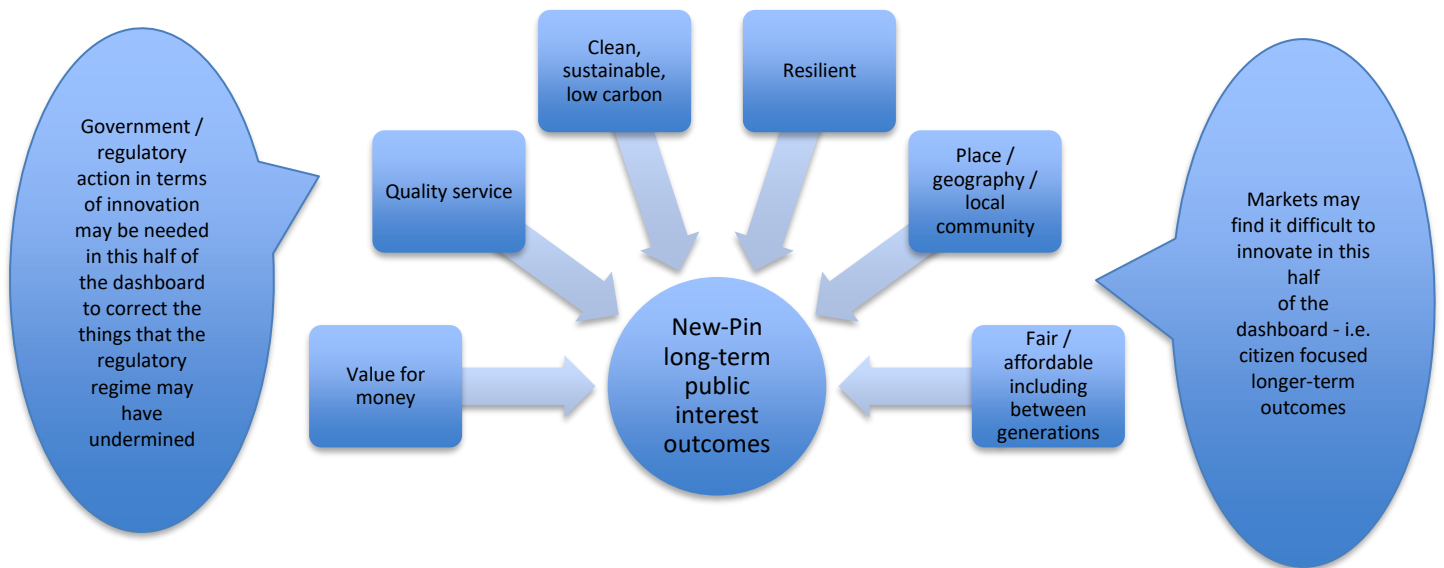 Government /
regulatory
action in terms
of innovation
may be needed
in this half of
the dashboard
to correct the
things that the
regulatory
regime may
have
undermined
Value for
money
Quality service
Clean,
sustainable,
low carbon
Resilient
Place /
geography /
local
community
Fair /
affordable
including
between
generations
New-Pin
long-term
public
interest
outcomes
Markets may
find it difficult to
innovate in this
half
of the
dashboard - i.e.
citizen focused
longer-term
outcomes